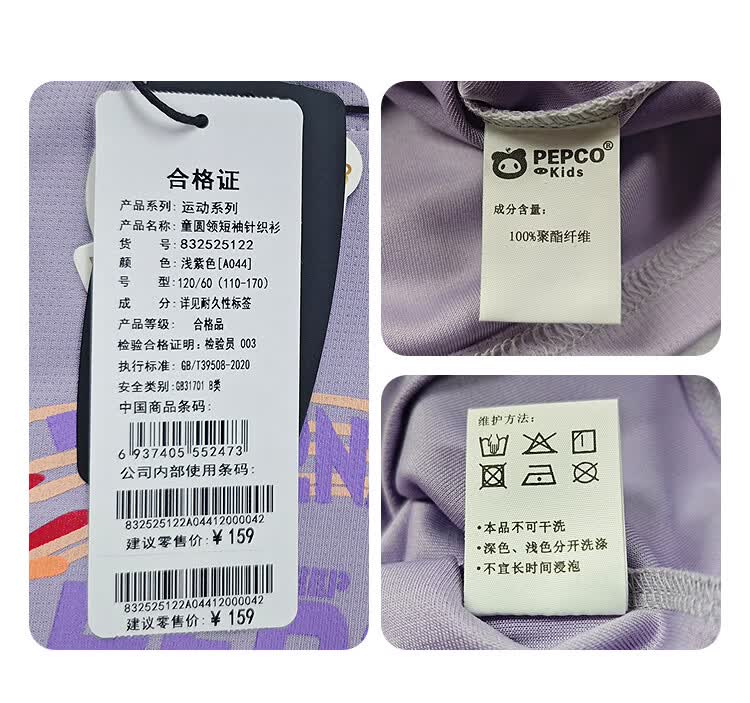 合格证
产品系列: 运动系列
产品名称: 童圆领短袖针织衫
货 号: 832525122
颜 色: 浅紫色[A044]
号 型: 120/60 (110-170)
成 分: 详见耐久性标签
产品等级: 合格品
检验合格证明: 检验员 003
执行标准: GB/T39508-2020
安全类别: GB31701 B类
中国商品条码:
6 937405 552473
公司内部使用条码:
832525122A04412000042
建议零售价: ¥ 159
832525122A04412000042
建议零售价: ¥ 159
PEPCO®
Kids
成分含量:
100%聚酯纤维
维护方法:
•本品不可干洗
•深色、浅色分开洗涤
•不宜长时间浸泡